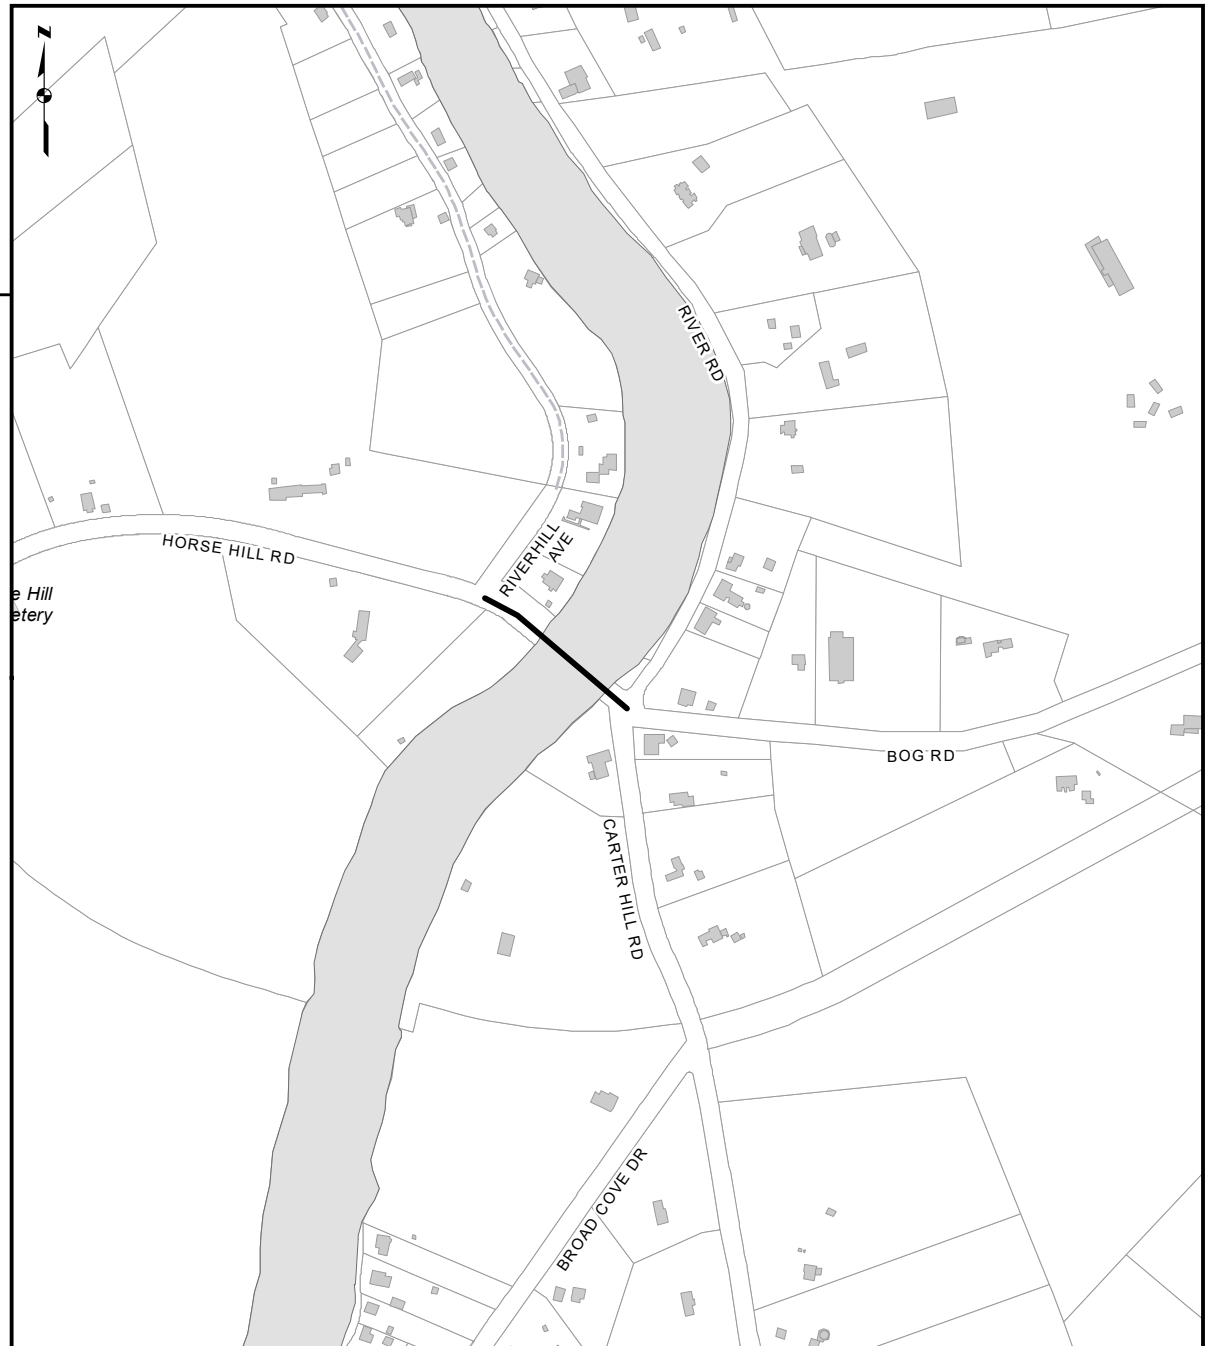 N
RIVER RD
HORSE HILL RD
RIVERHILL
AVE
e Hill
etery
BOG RD
CARTER HILL RD
BROAD COVE DR